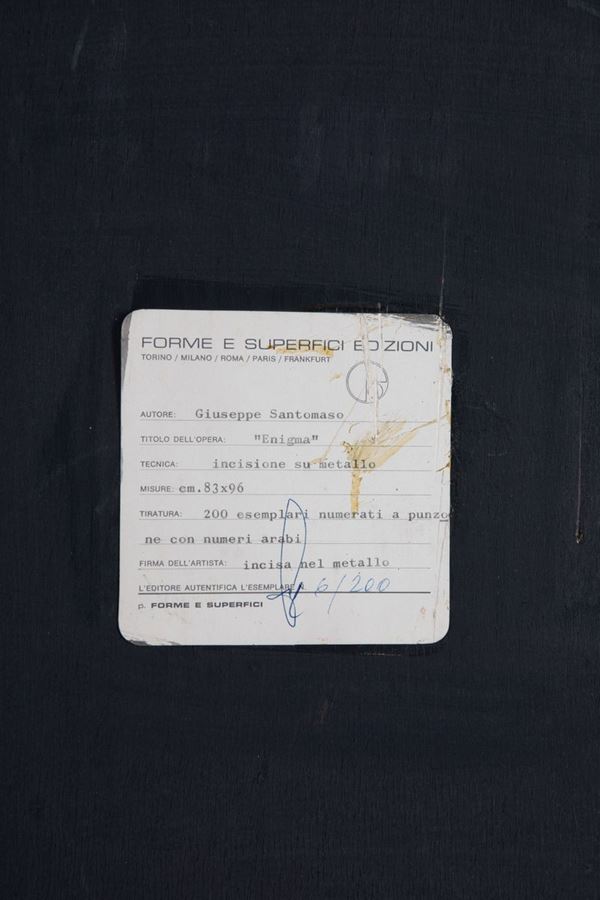 FORME E SUPERFICI EDIZIONI
TORINO / MILANO / ROMA / PARIS / FRANKFURT
AUTORE: Giuseppe Santomaso
TITOLO DELL'OPERA: "Enigma"
TECNICA: incisione su metallo
MISURE: cm.83x96
TIRATURA: 200 esemplari numerati a punzo
ne con numeri arabi
FIRMA DELL'ARTISTA: incisa nel metallo
L'EDITORE AUTENTIFICA L'ESEMPLARE N. 6/200
p. FORME E SUPERFICI